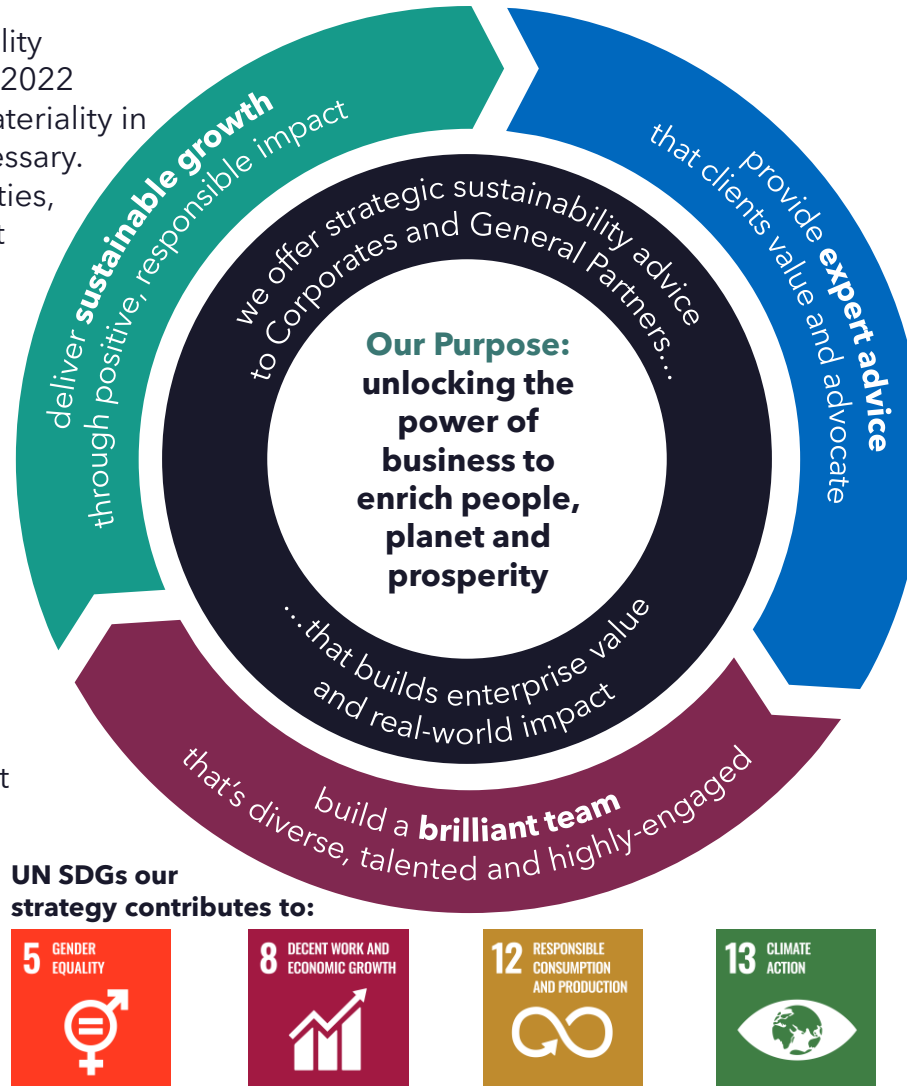 lity
2022
ateriality in
essary.
ties,
t
deliver sustainable growth
through positive, responsible impact
provide expert advice
that clients value and advocate
we offer strategic sustainability advice
to Corporates and General Partners...
Our Purpose:
unlocking the
power of
business to
enrich people,
planet and
prosperity
...that builds enterprise value
and real-world impact
build a brilliant team
that's diverse, talented and highly-engaged
t
UN SDGs our
strategy contributes to:
5 GENDER
EQUALITY
8 DECENT WORK AND
ECONOMIC GROWTH
12 RESPONSIBLE
CONSUMPTION
AND PRODUCTION
13 CLIMATE
ACTION